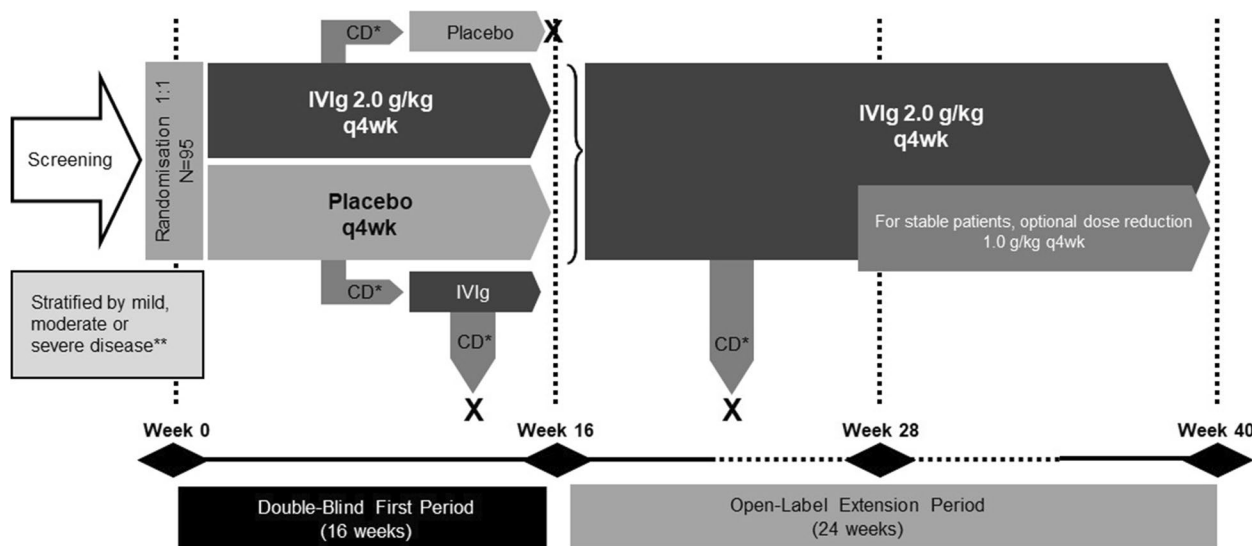 CD*
Placebo
X
Screening
Randomisation 1:1
N=95
IVIg 2.0 g/kg
q4wk
Placebo
q4wk
IVIg 2.0 g/kg
q4wk
For stable patients, optional dose reduction
1.0 g/kg q4wk
Stratified by mild,
moderate or
severe disease**
CD*
IVIg
CD*
X
CD*
X
Week 0
Week 16
Week 28
Week 40
Double-Blind First Period
(16 weeks)
Open-Label Extension Period
(24 weeks)